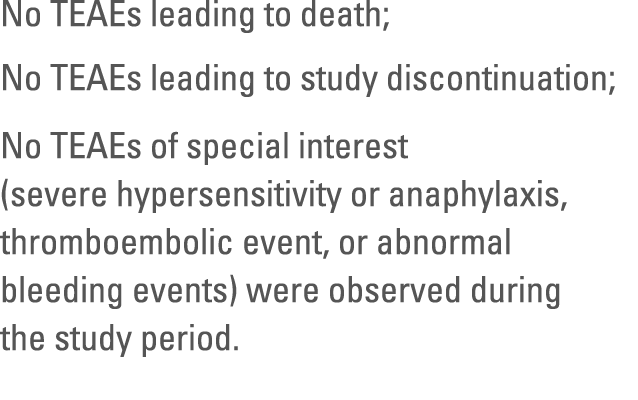 No TEAEs leading to death;
No TEAEs leading to study discontinuation;
No TEAEs of special interest
(severe hypersensitivity or anaphylaxis,
thromboembolic event, or abnormal
bleeding events) were observed during
the study period.